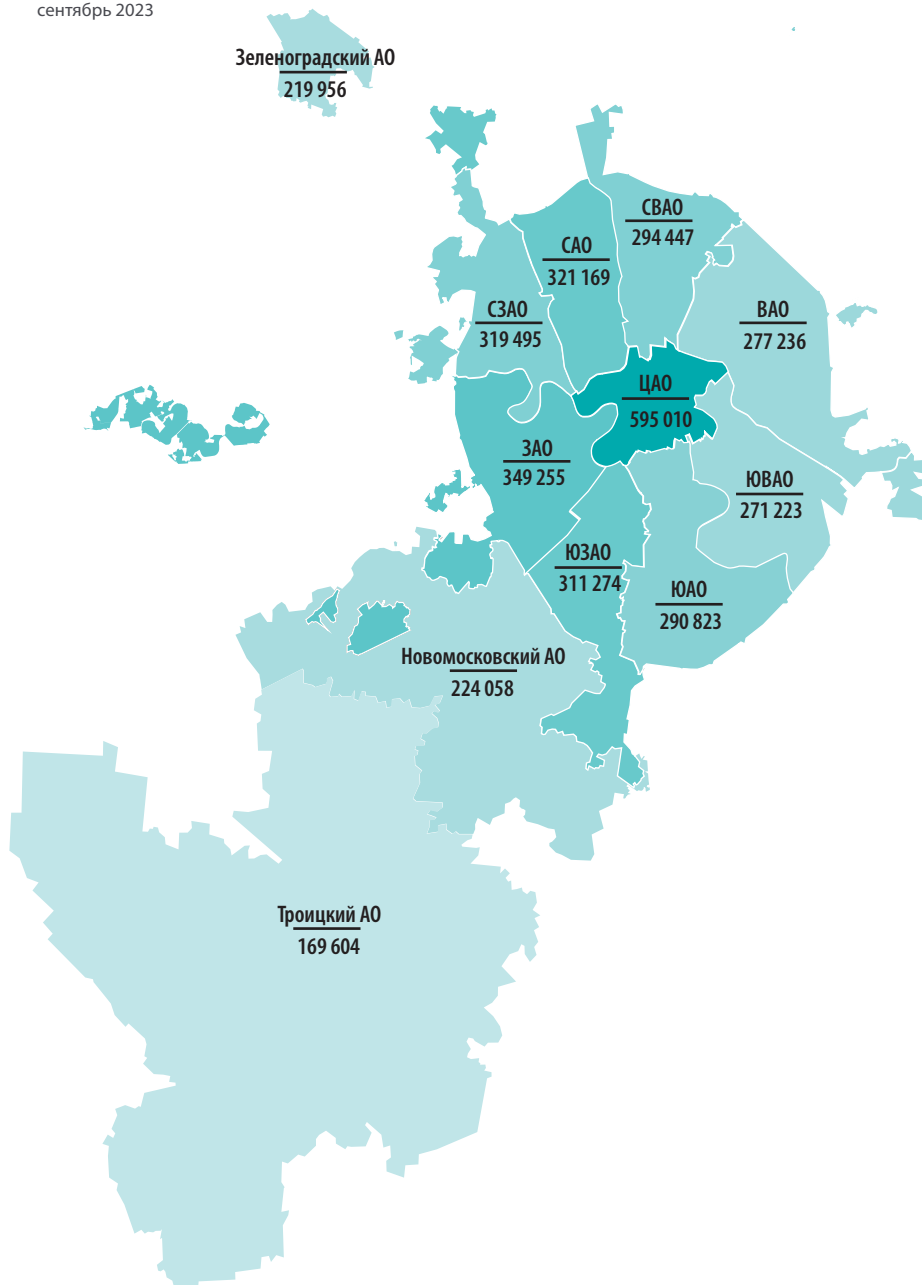 сентябрь 2023
Зеленоградский АО
219 956
СВАО
294 447
САО
321 169
СЗАО
319 495
ВАО
277 236
ЦАО
595 010
ЗАО
349 255
ЮВАО
271 223
ЮЗАО
311 274
ЮАО
290 823
Новомосковский АО
224 058
Троицкий АО
169 604